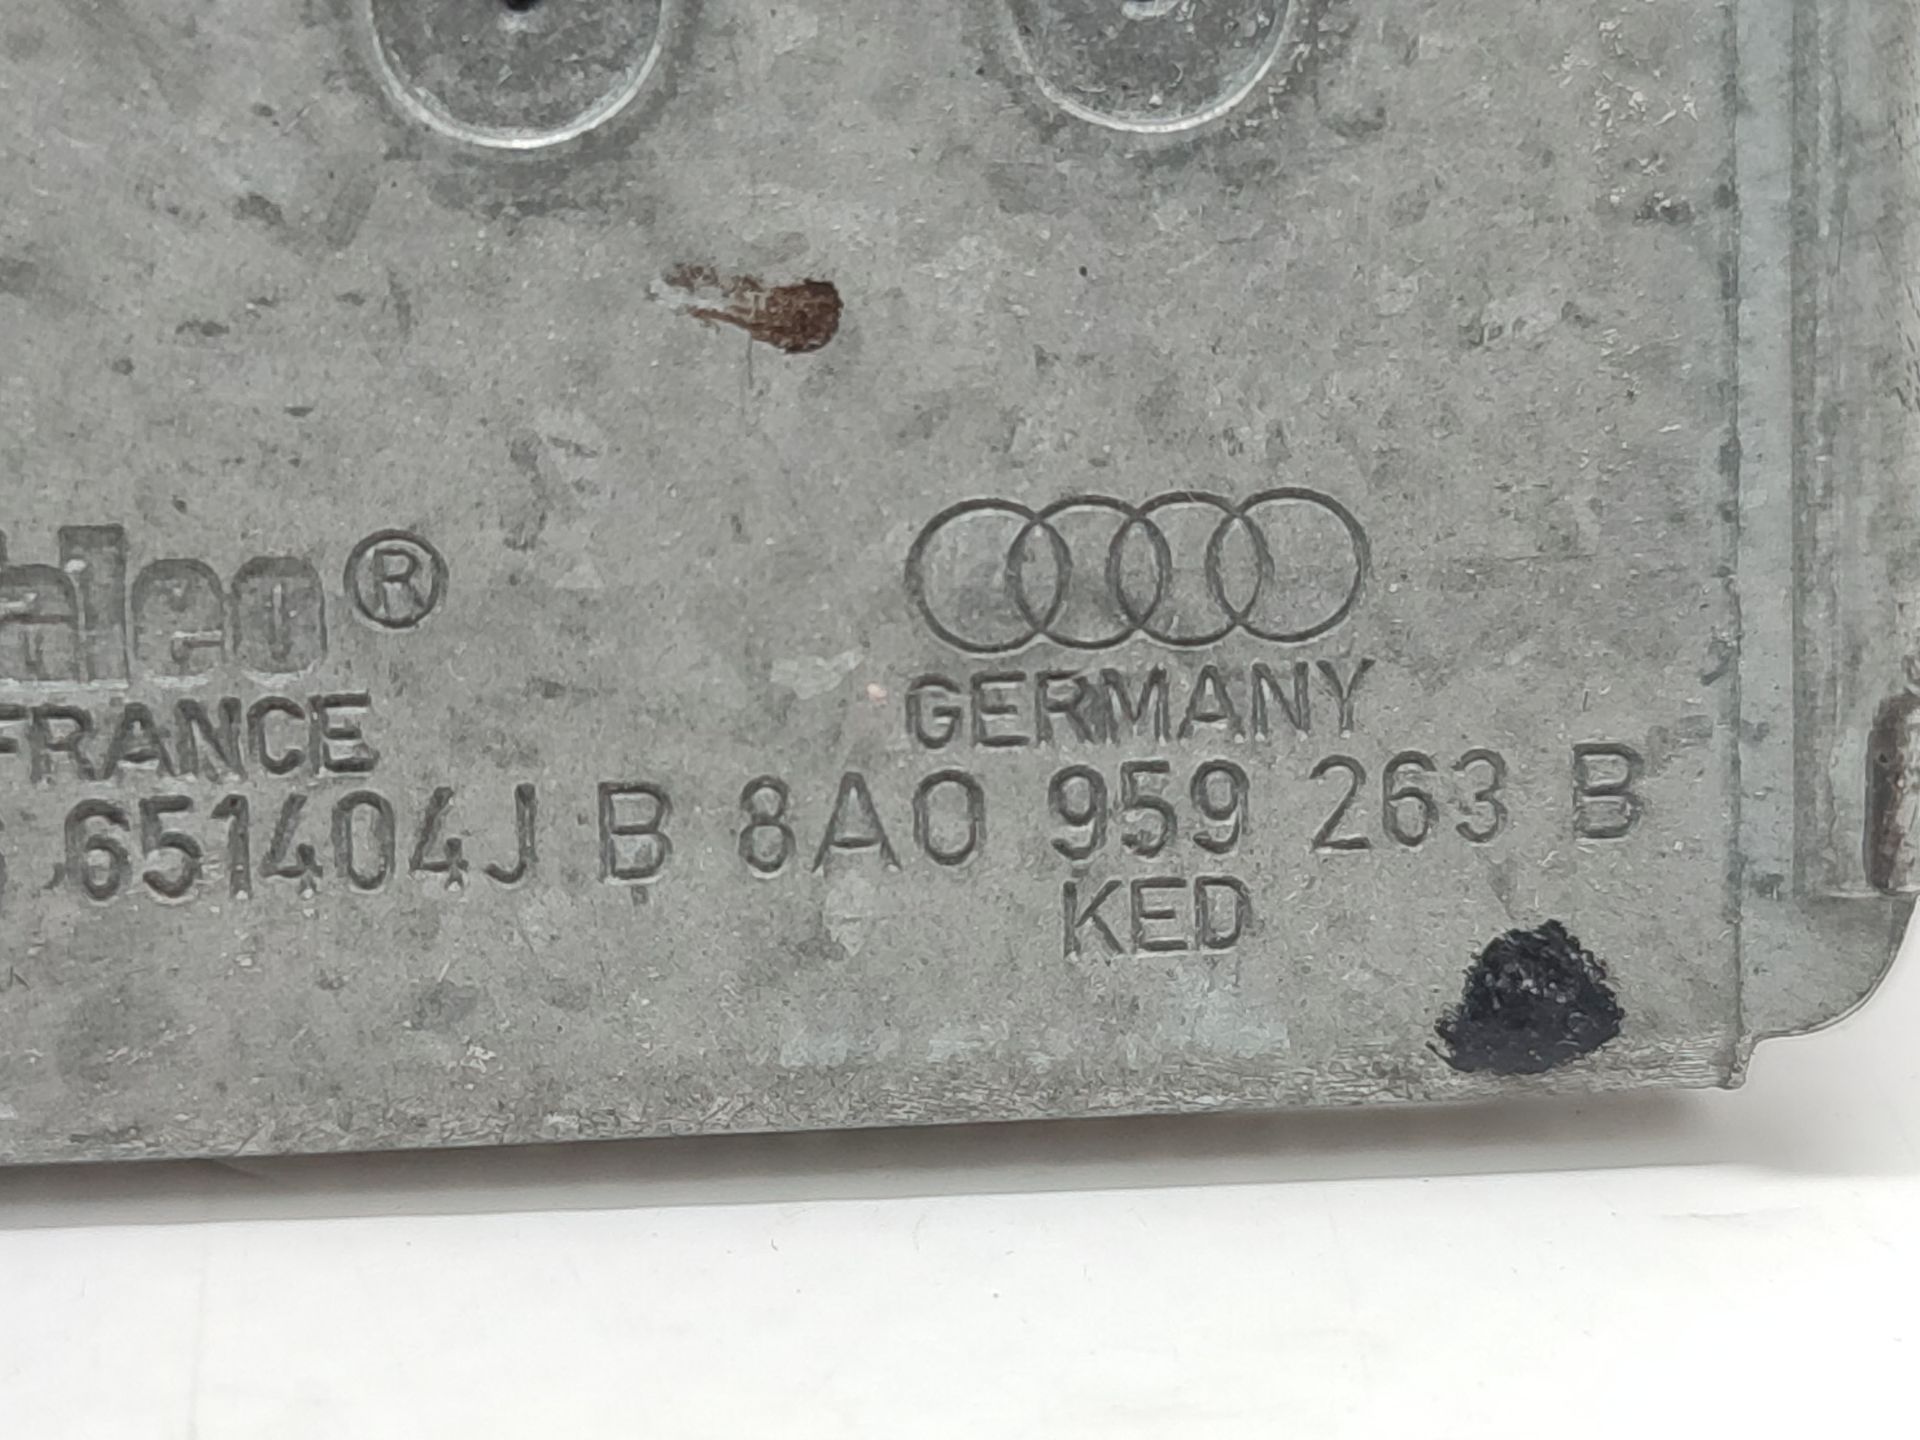 ®
FRANCE
GERMANY
651404J B 8A0 959 263 B
KED